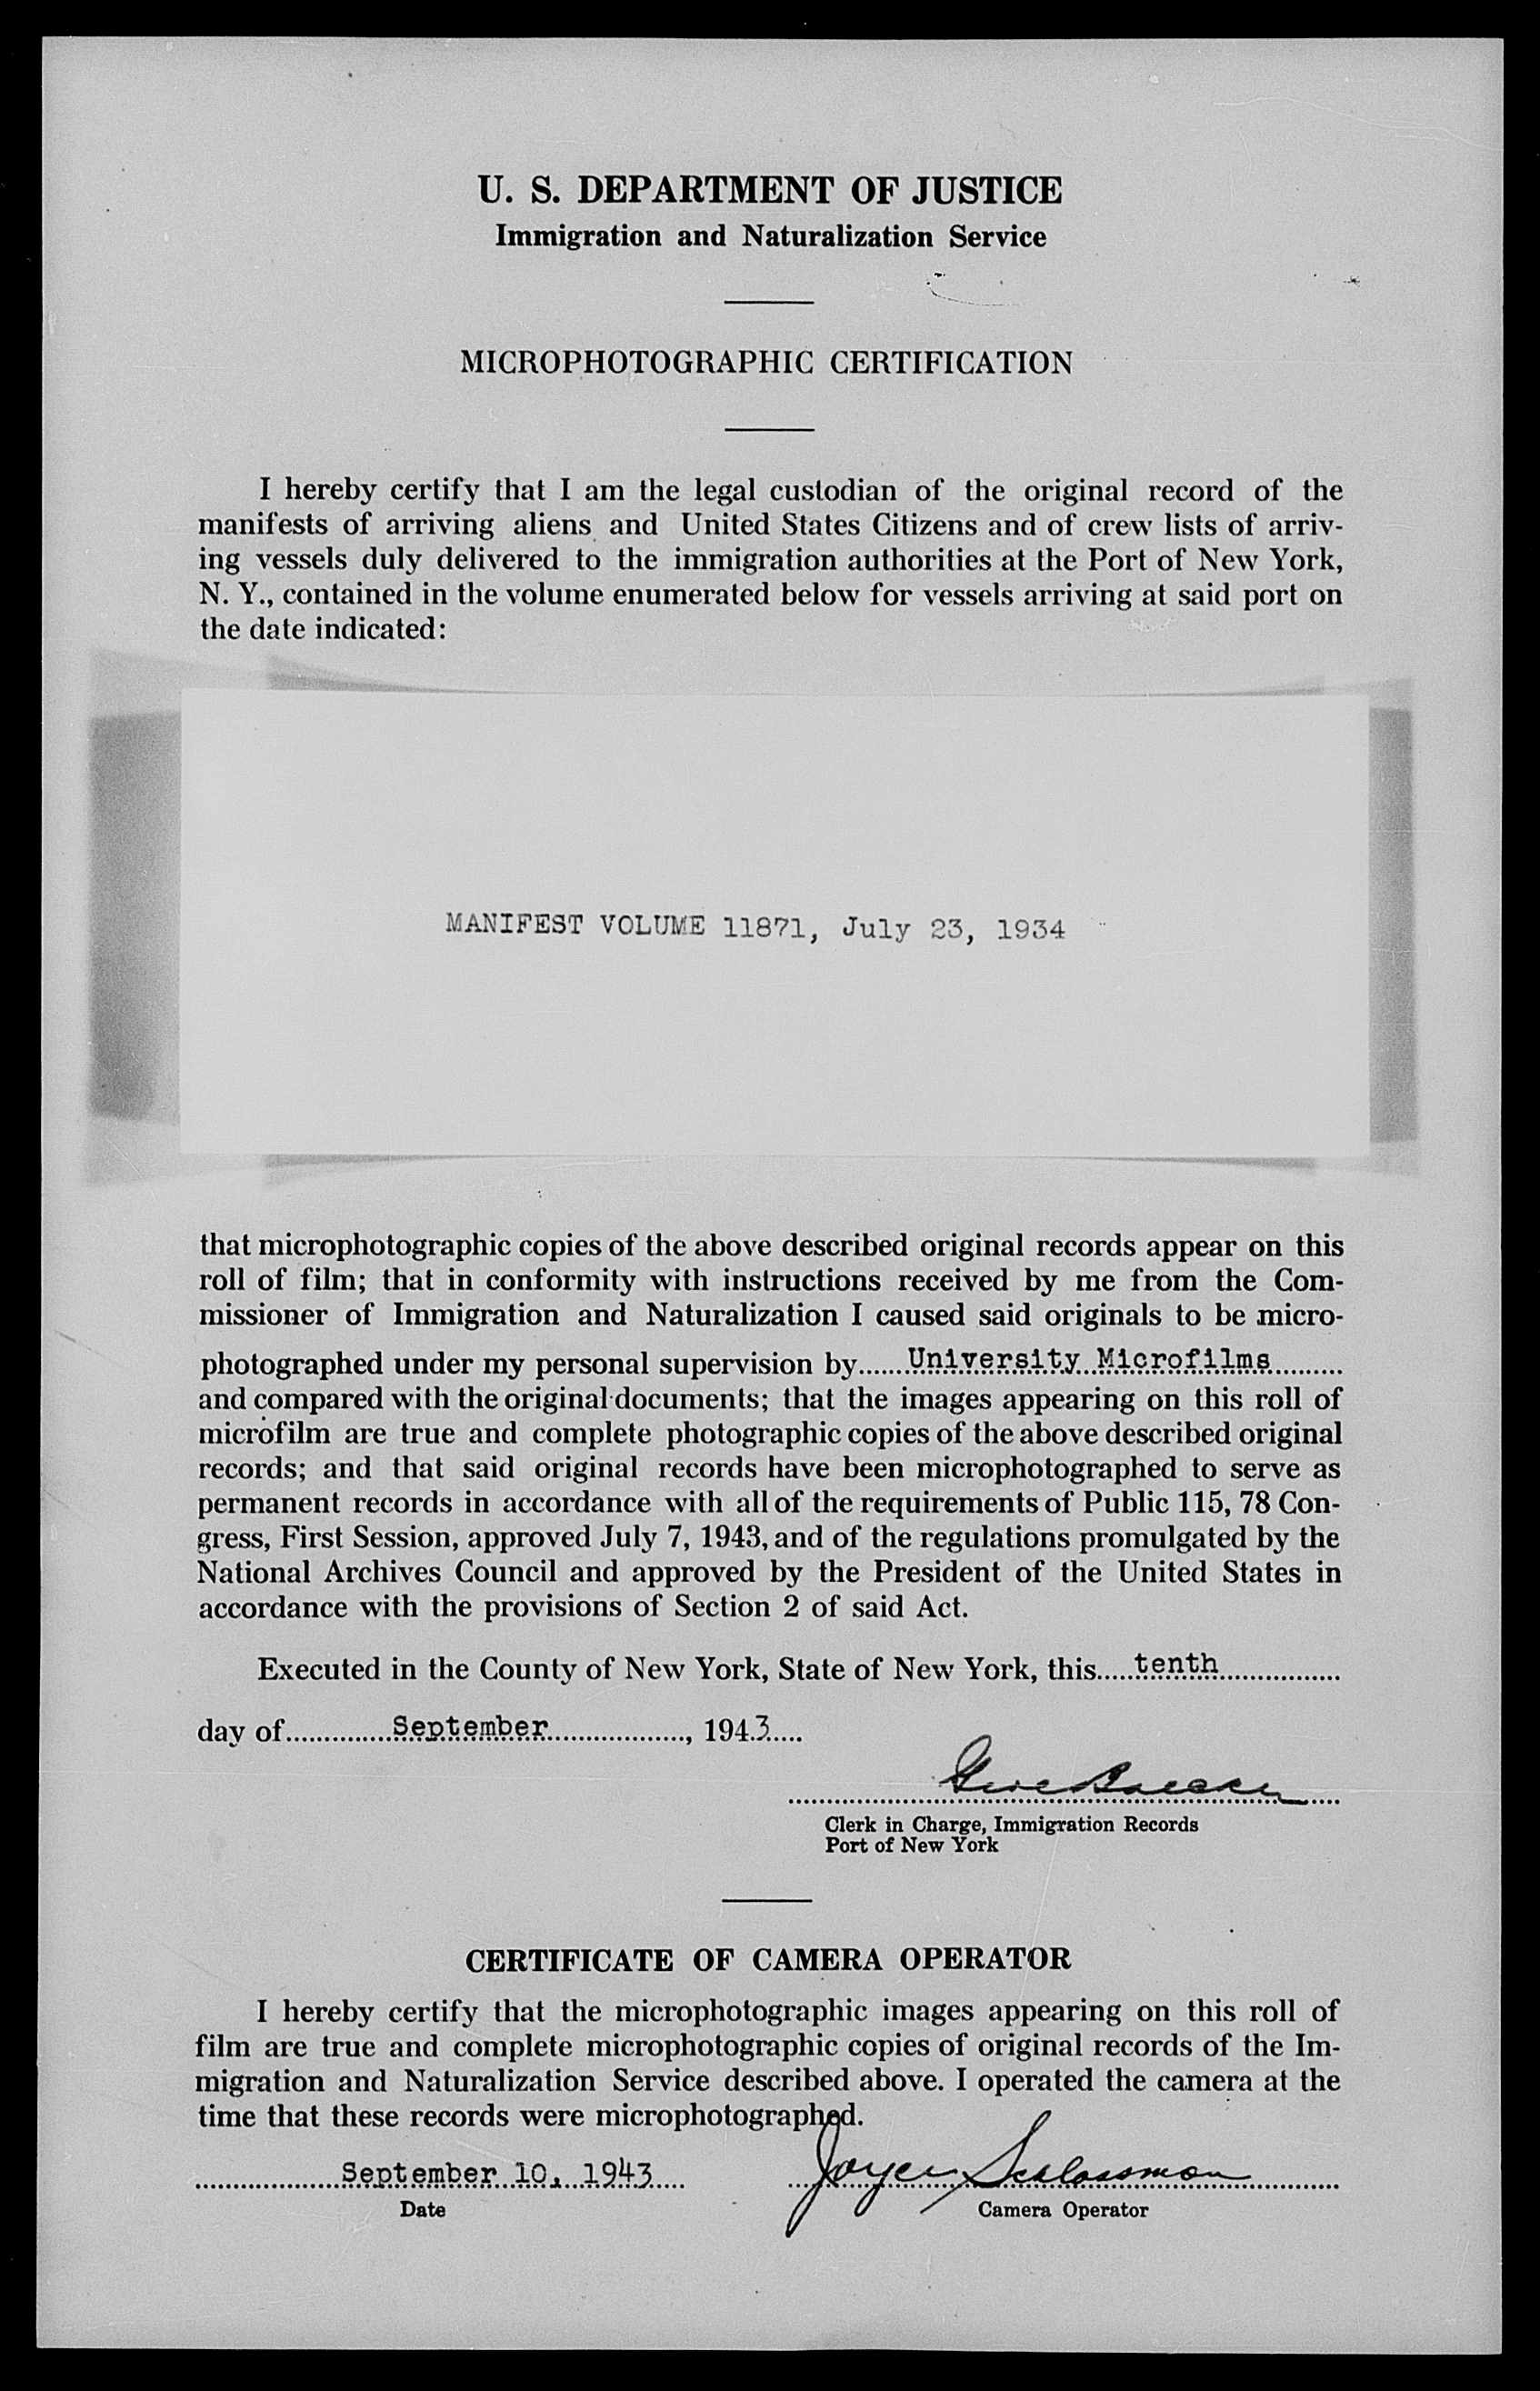 U. S. DEPARTMENT OF JUSTICE
Immigration and Naturalization Service
MICROPHOTOGRAPHIC CERTIFICATION
I hereby certify that I am the legal custodian of the original record of the
manifests of arriving aliens and United States Citizens and of crew lists of arriv-
ing vessels duly delivered to the immigration authorities at the Port of New York,
N. Y., contained in the volume enumerated below for vessels arriving at said port on
the date indicated:
MANIFEST VOLUME 11871, July 23, 1934
that microphotographic copies of the above described original records appear on this
roll of film; that in conformity with instructions received by me from the Com-
missioner of Immigration and Naturalization I caused said originals to be micro-
photographed under my personal supervision by......University Microfilms.........
and compared with the original documents; that the images appearing on this roll of
microfilm are true and complete photographic copies of the above described original
records; and that said original records have been microphotographed to serve as
permanent records in accordance with all of the requirements of Public 115, 78 Con-
gress, First Session, approved July 7, 1943, and of the regulations promulgated by the
National Archives Council and approved by the President of the United States in
accordance with the provisions of Section 2 of said Act.
Executed in the County of New York, State of New York, this.....tenth................
day of..............September..................., 1943.....
Clerk in Charge, Immigration Records
Port of New York
CERTIFICATE OF CAMERA OPERATOR
I hereby certify that the microphotographic images appearing on this roll of
film are true and complete microphotographic copies of original records of the Im-
migration and Naturalization Service described above. I operated the camera at the
time that these records were microphotographed.
September 10, 1943 Joyce Schlossman
Date Camera Operator